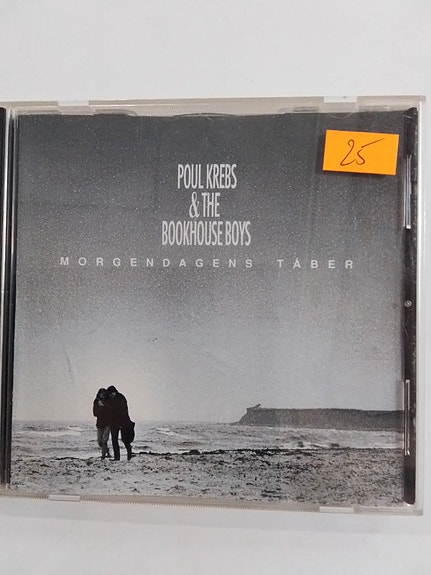 25
POUL KREBS
& THE
BOOKHOUSE BOYS
MORGENDAGENS TÅBER